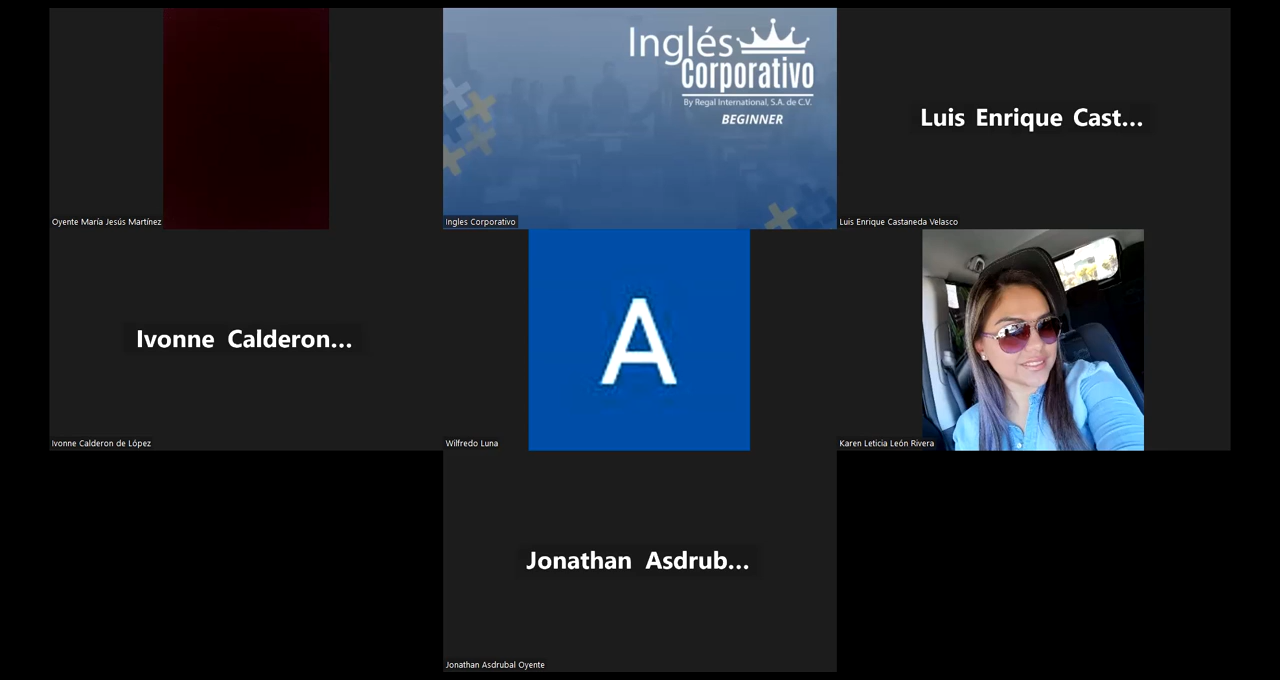 Inglés
Corporativo
By Regal International, S.A. de C.V.
BEGINNER
Luis Enrique Cast...
Oyente María Jesús Martínez
Ingles Corporativo
Luis Enrique Castaneda Velasco
Ivonne Calderon...
A
Ivonne Calderon de López
Wilfredo Luna
Karen Leticia León Rivera
Jonathan Asdrub...
Jonathan Asdrubal Oyente